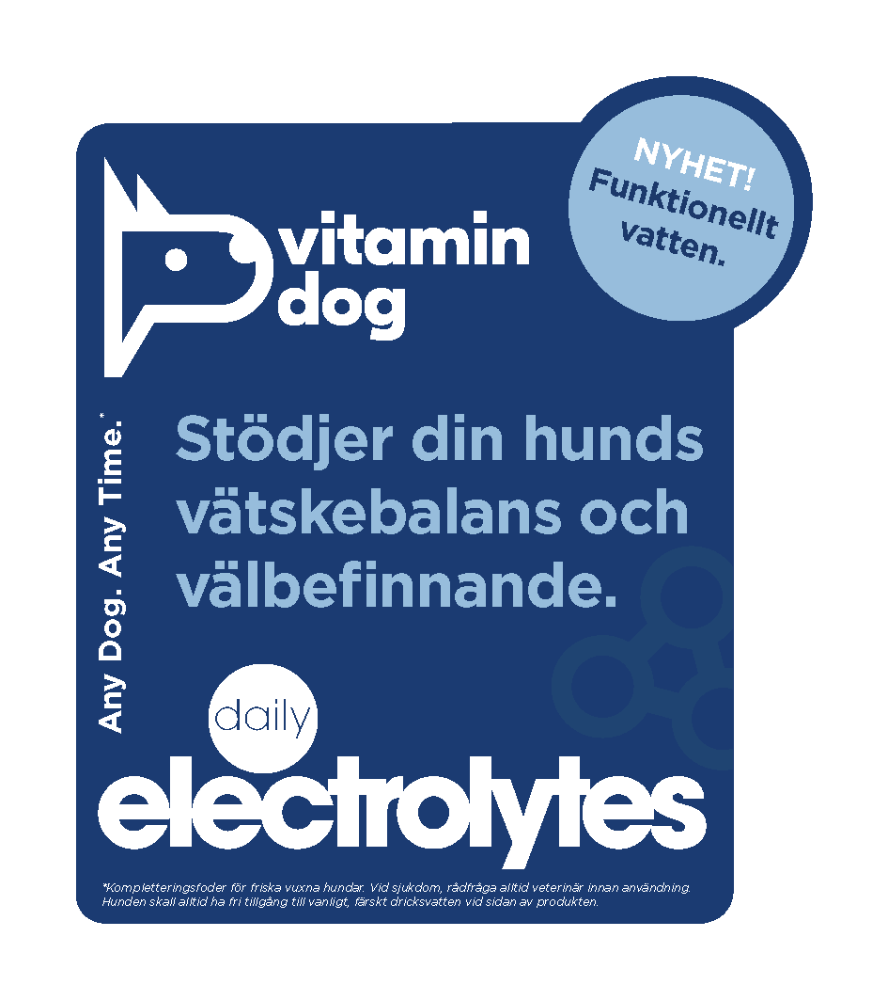 NYHET!
Funktionellt
vatten.
vitamin
dog
Any Dog. Any Time.*
Stödjer din hunds
vätskebalans och
välbefinnande.
daily
electrolytes
*Kompletteringsfoder för friska vuxna hundar. Vid sjukdom, rådfråga alltid veterinär innan användning.
Hunden skall alltid ha fri tillgång till vanligt, färskt dricksvatten vid sidan av produkten.